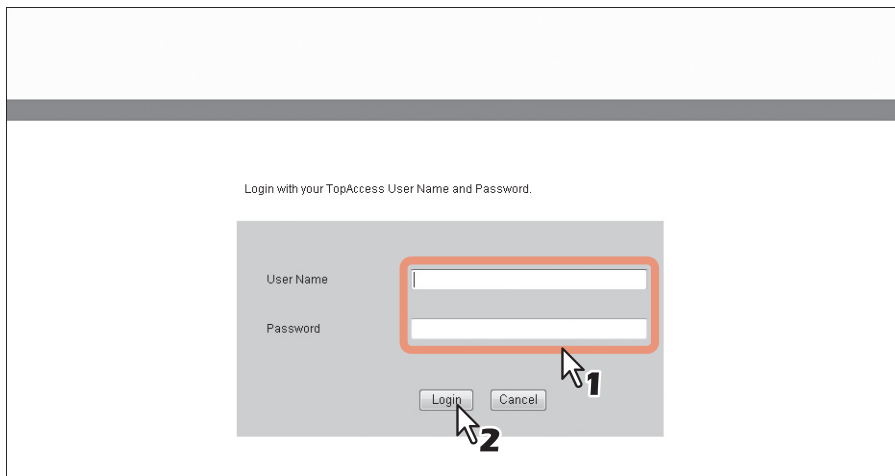 Login with your TopAccess User Name and Password.
User Name
Password
1
Login Cancel
2